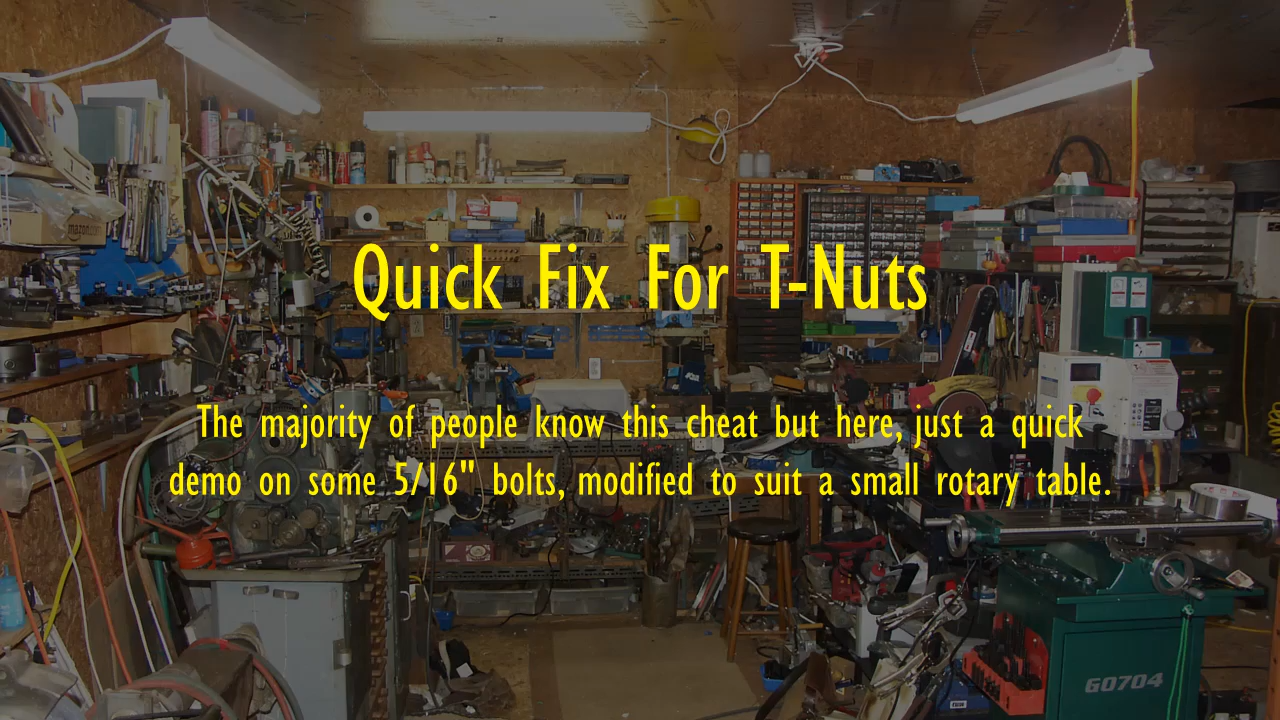 Quick Fix For T-Nuts
The majority of people know this cheat but here, just a quick
demo on some 5/16" bolts, modified to suit a small rotary table.
amazon
G0704